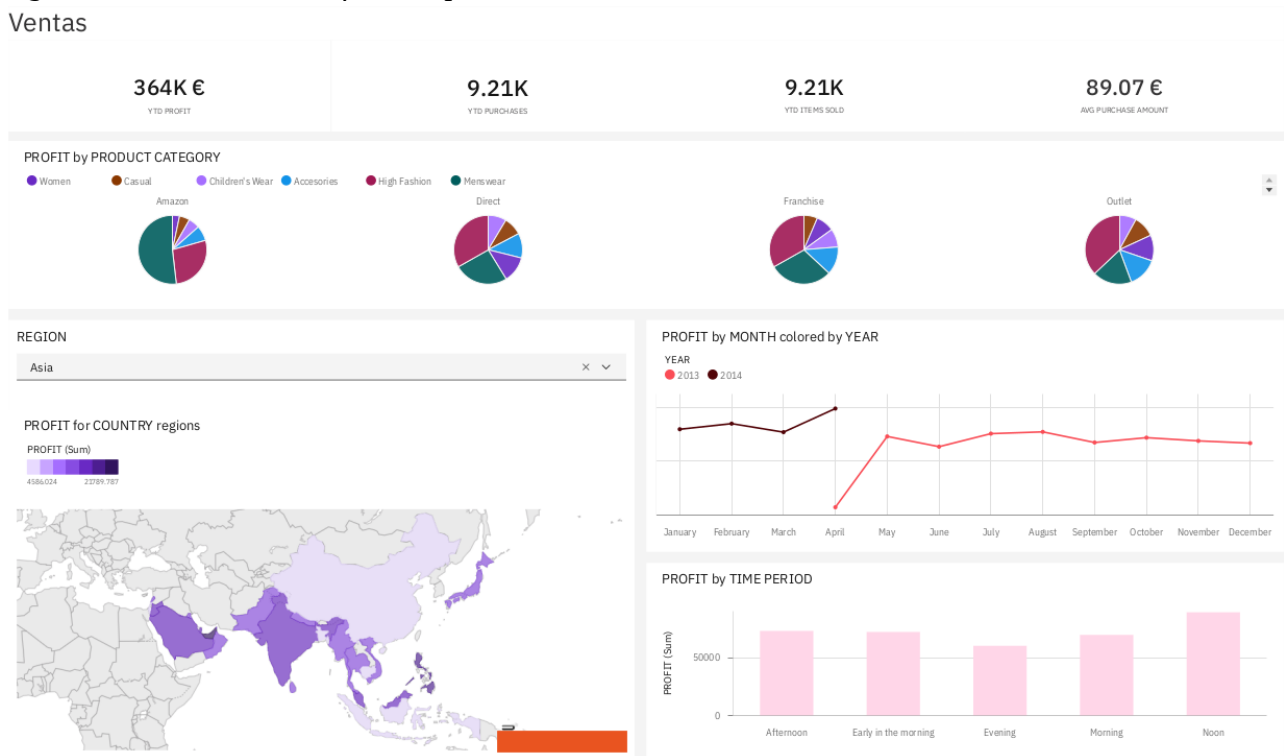 Ventas
364K €
YTD PROFIT
9.21K
YTD PURCHASES
9.21K
YTD ITEMS SOLD
89.07 €
AVG PURCHASE AMOUNT
PROFIT by PRODUCT CATEGORY
Women Casual Children's Wear Accesories High Fashion Menswear
Amazon Direct Franchise Outlet
REGION
Asia
PROFIT for COUNTRY regions
PROFIT (Sum)
PROFIT by MONTH colored by YEAR
YEAR
2013 2014
January February March April May June July August September October November December
PROFIT by TIME PERIOD
PROFIT (Sum)
50000
0
Afternoon Early in the morning Evening Morning Noon